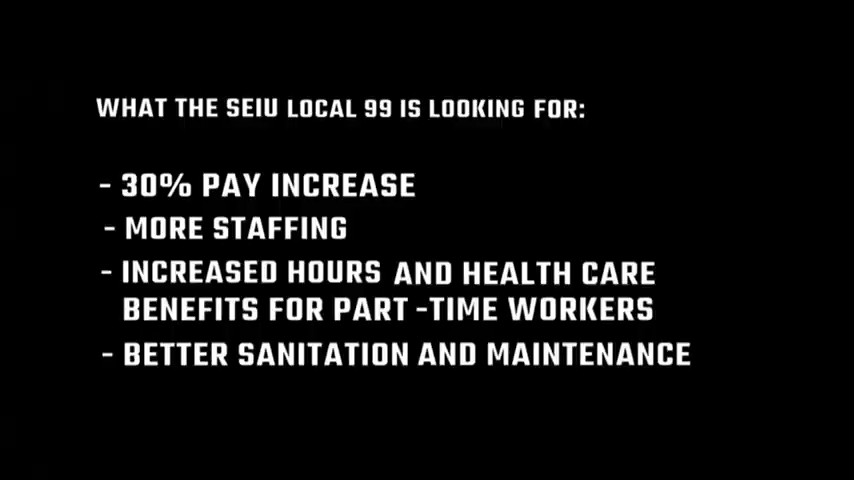 WHAT THE SEIU LOCAL 99 IS LOOKING FOR:
- 30% PAY INCREASE
- MORE STAFFING
- INCREASED HOURS AND HEALTH CARE
BENEFITS FOR PART -TIME WORKERS
- BETTER SANITATION AND MAINTENANCE